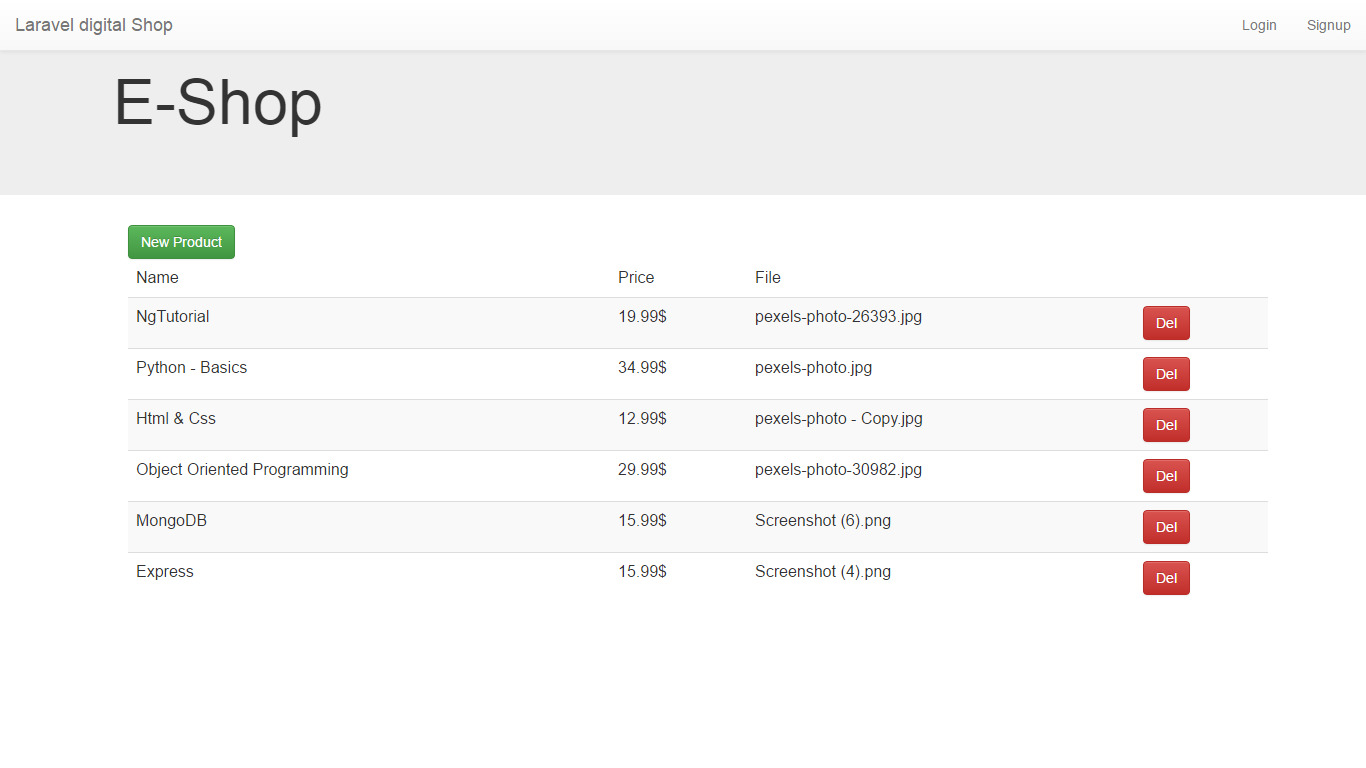 Laravel digital Shop Login Signup
E-Shop
New Product
Name Price File
NgTutorial 19.99$ pexels-photo-26393.jpg Del
Python - Basics 34.99$ pexels-photo.jpg Del
Html & Css 12.99$ pexels-photo - Copy.jpg Del
Object Oriented Programming 29.99$ pexels-photo-30982.jpg Del
MongoDB 15.99$ Screenshot (6).png Del
Express 15.99$ Screenshot (4).png Del